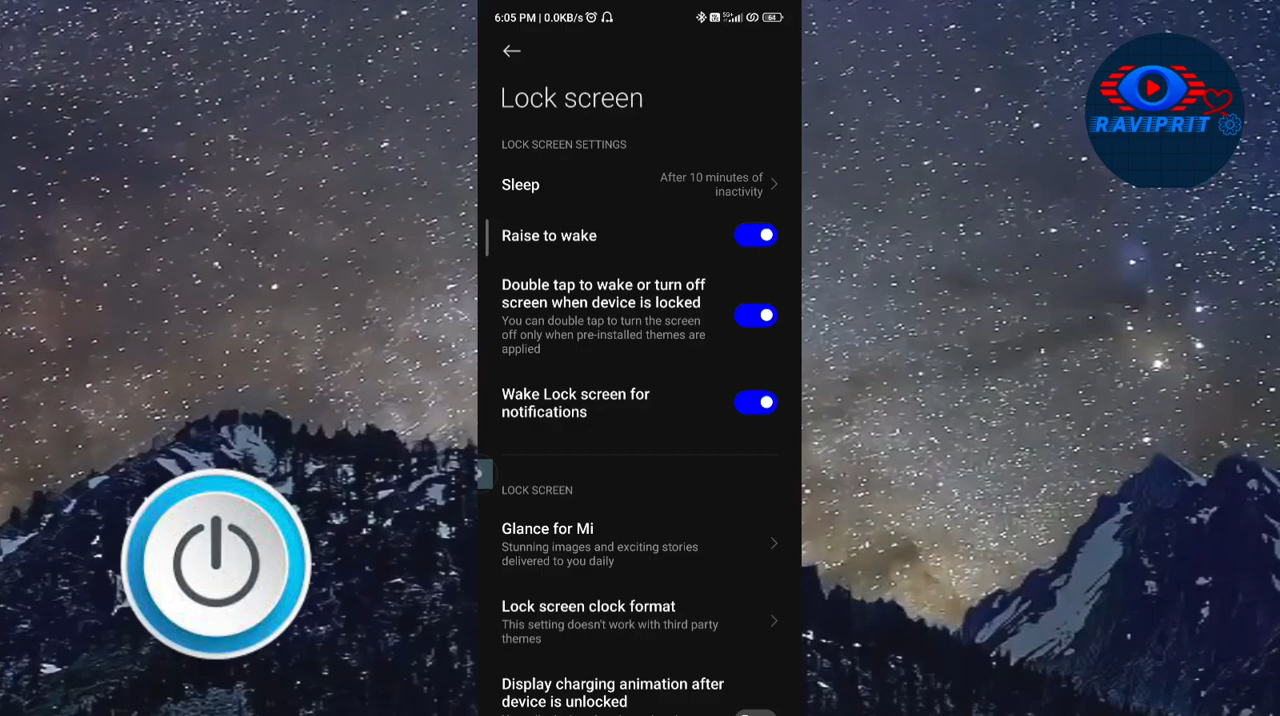 6:05 PM | 0.0KB/s
64
RAVIPRIT
Lock screen
LOCK SCREEN SETTINGS
Sleep
After 10 minutes of
inactivity
Raise to wake
Double tap to wake or turn off
screen when device is locked
You can double tap to turn the screen
off only when pre-installed themes are
applied
Wake Lock screen for
notifications
LOCK SCREEN
Glance for Mi
Stunning images and exciting stories
delivered to you daily
Lock screen clock format
This setting doesn't work with third party
themes
Display charging animation after
device is unlocked